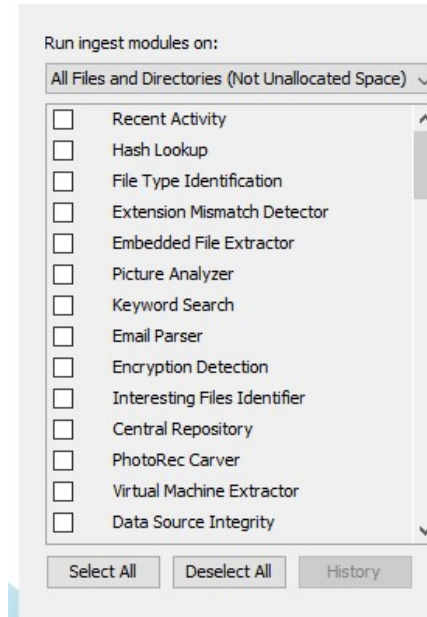 Run ingest modules on:
All Files and Directories (Not Unallocated Space)
Recent Activity
Hash Lookup
File Type Identification
Extension Mismatch Detector
Embedded File Extractor
Picture Analyzer
Keyword Search
Email Parser
Encryption Detection
Interesting Files Identifier
Central Repository
PhotoRec Carver
Virtual Machine Extractor
Data Source Integrity
Select All Deselect All History